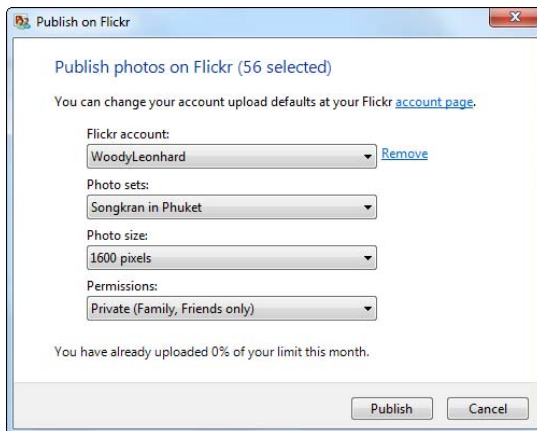 Publish on Flickr
Publish photos on Flickr (56 selected)
You can change your account upload defaults at your Flickr account page.
Flickr account:
WoodyLeonhard
Remove
Photo sets:
Songkran in Phuket
Photo size:
1600 pixels
Permissions:
Private (Family, Friends only)
You have already uploaded 0% of your limit this month.
Publish
Cancel